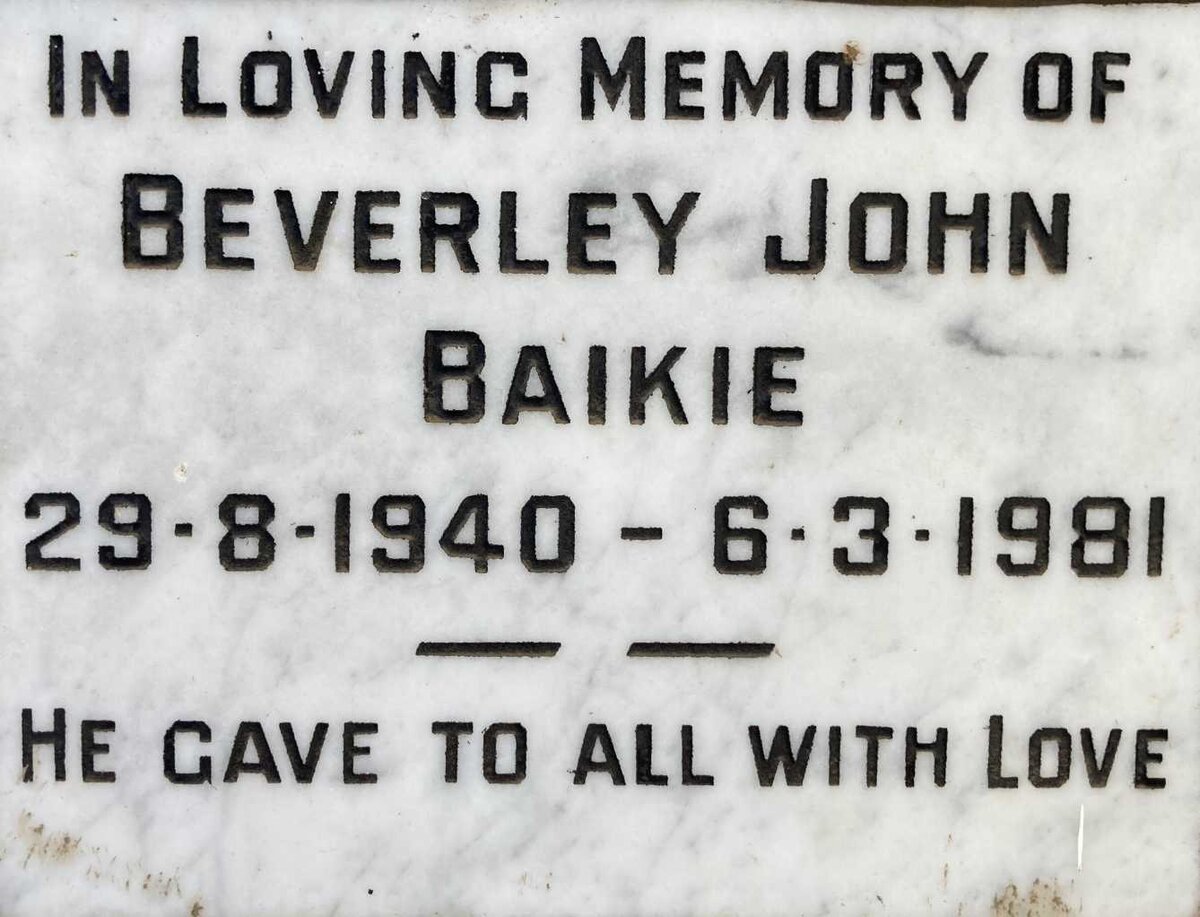 In Loving Memory of
Beverley John
Baikie
29·8·1940 – 6·3·1981
He gave to all with Love